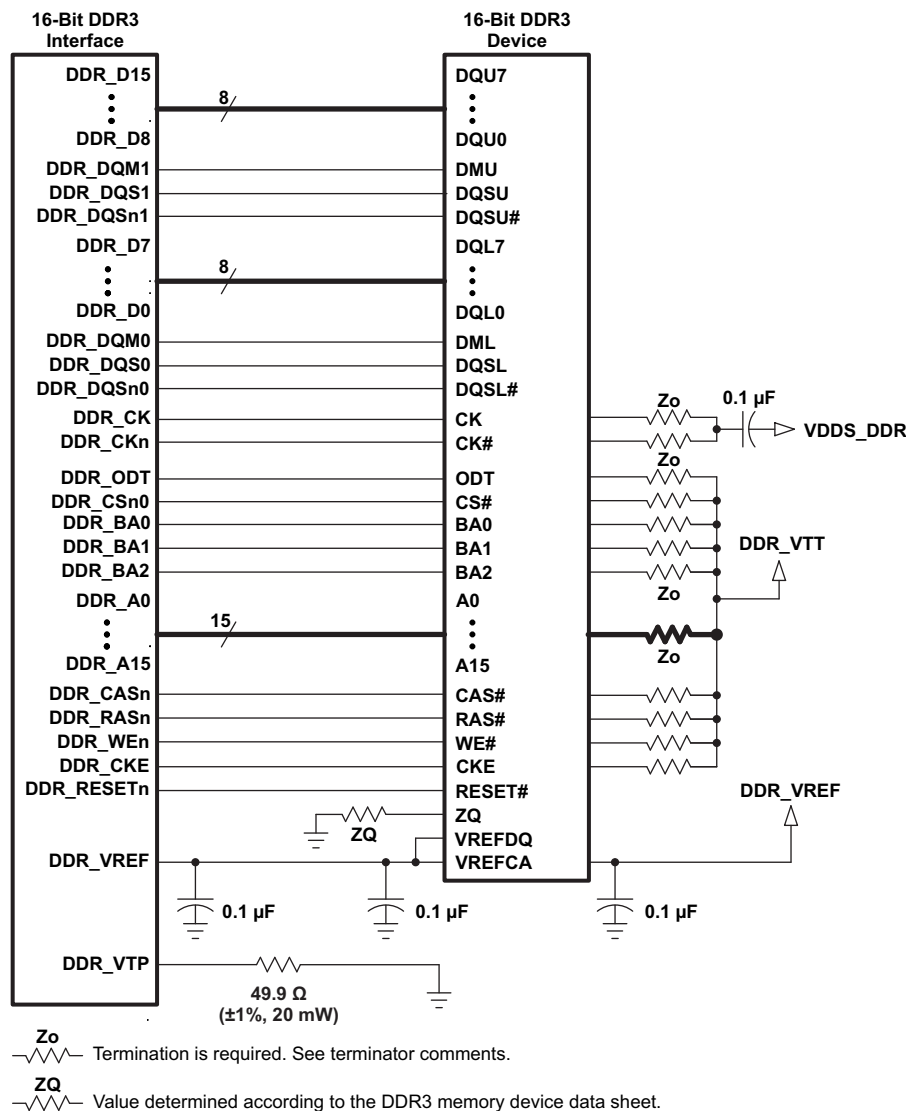 16-Bit DDR3
Interface
16-Bit DDR3
Device
DDR_D15
8
DQU7
DDR_D8
DQU0
DDR_DQM1
DMU
DDR_DQS1
DQSU
DDR_DQSn1
DQSU#
DDR_D7
8
DQL7
DDR_D0
DQL0
DDR_DQM0
DML
DDR_DQS0
DQSL
DDR_DQSn0
DQSL#
DDR_CK
CK
Zo
0.1 µF
VDDS_DDR
DDR_CKn
CK#
Zo
DDR_ODT
ODT
DDR_CSn0
CS#
DDR_BA0
BA0
DDR_BA1
BA1
DDR_VTT
DDR_BA2
BA2
Zo
DDR_A0
15
A0
Zo
DDR_A15
A15
DDR_CASn
CAS#
DDR_RASn
RAS#
DDR_WEn
WE#
DDR_CKE
CKE
DDR_RESETn
RESET#
DDR_VREF
ZQ
ZQ
VREFDQ
DDR_VREF
VREFCA
0.1 µF
0.1 µF
0.1 µF
DDR_VTP
49.9 Ω
(±1%, 20 mW)
Zo
Termination is required. See terminator comments.
ZQ
Value determined according to the DDR3 memory device data sheet.